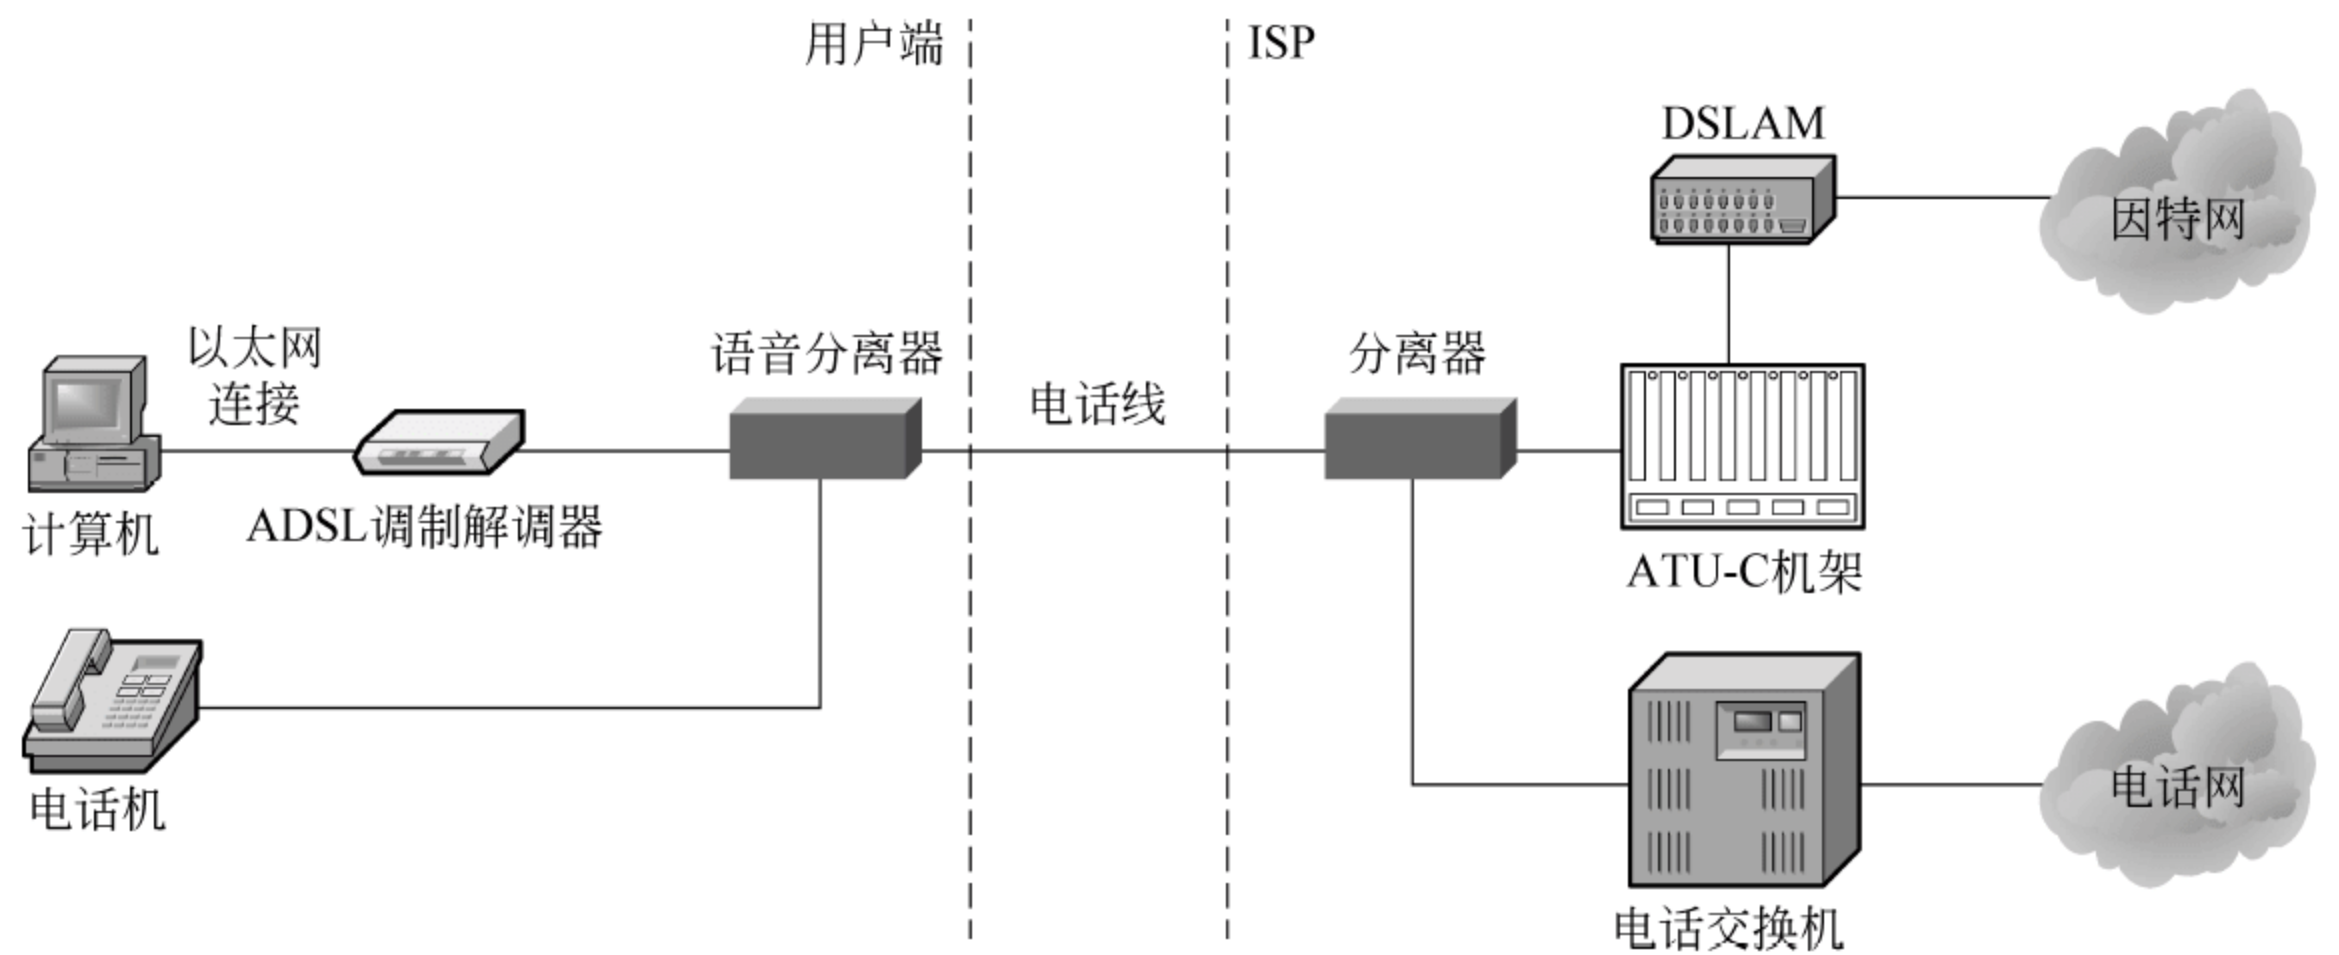 用户端
ISP
DSLAM
因特网
以太网
连接
语音分离器
电话线
分离器
计算机
ADSL调制解调器
ATU-C机架
电话机
电话网
电话交换机